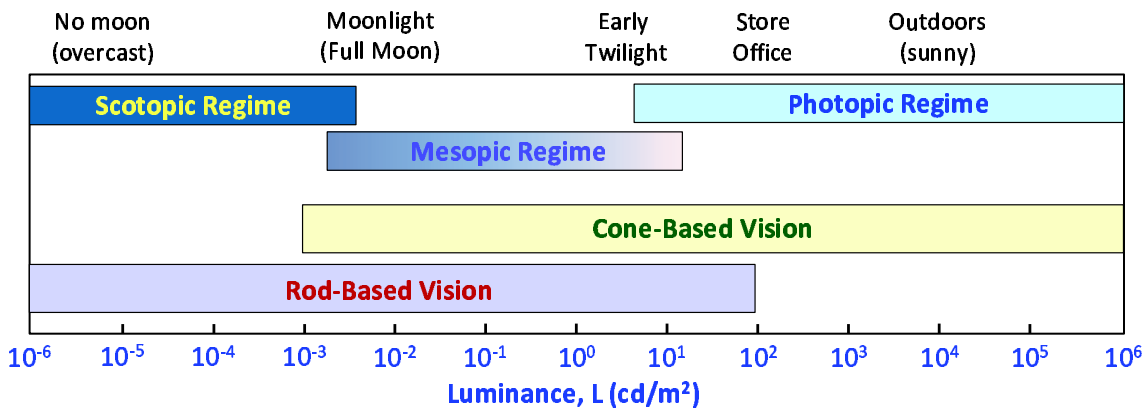 No moon
(overcast)
Moonlight
(Full Moon)
Early
Twilight
Store
Office
Outdoors
(sunny)
Scotopic Regime
Photopic Regime
Mesopic Regime
Cone-Based Vision
Rod-Based Vision
10⁻⁶ 10⁻⁵ 10⁻⁴ 10⁻³ 10⁻² 10⁻¹ 10⁰ 10¹ 10² 10³ 10⁴ 10⁵ 10⁶
Luminance, L (cd/m²)